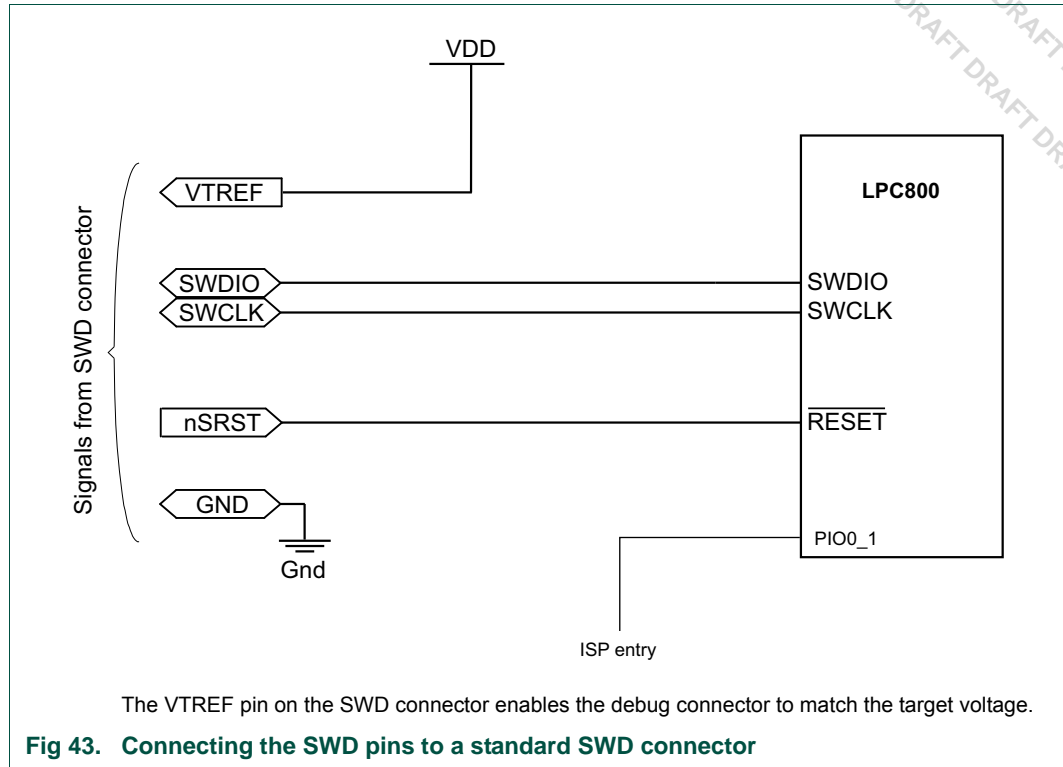 DRAFT DRAFT DRAFT
DRAFT DRAFT
VDD
VTREF
LPC800
Signals from SWD connector
SWDIO
SWDIO
SWCLK
SWCLK
nSRST
RESET
GND
Gnd
PIO0_1
ISP entry
The VTREF pin on the SWD connector enables the debug connector to match the target voltage.
Fig 43. Connecting the SWD pins to a standard SWD connector